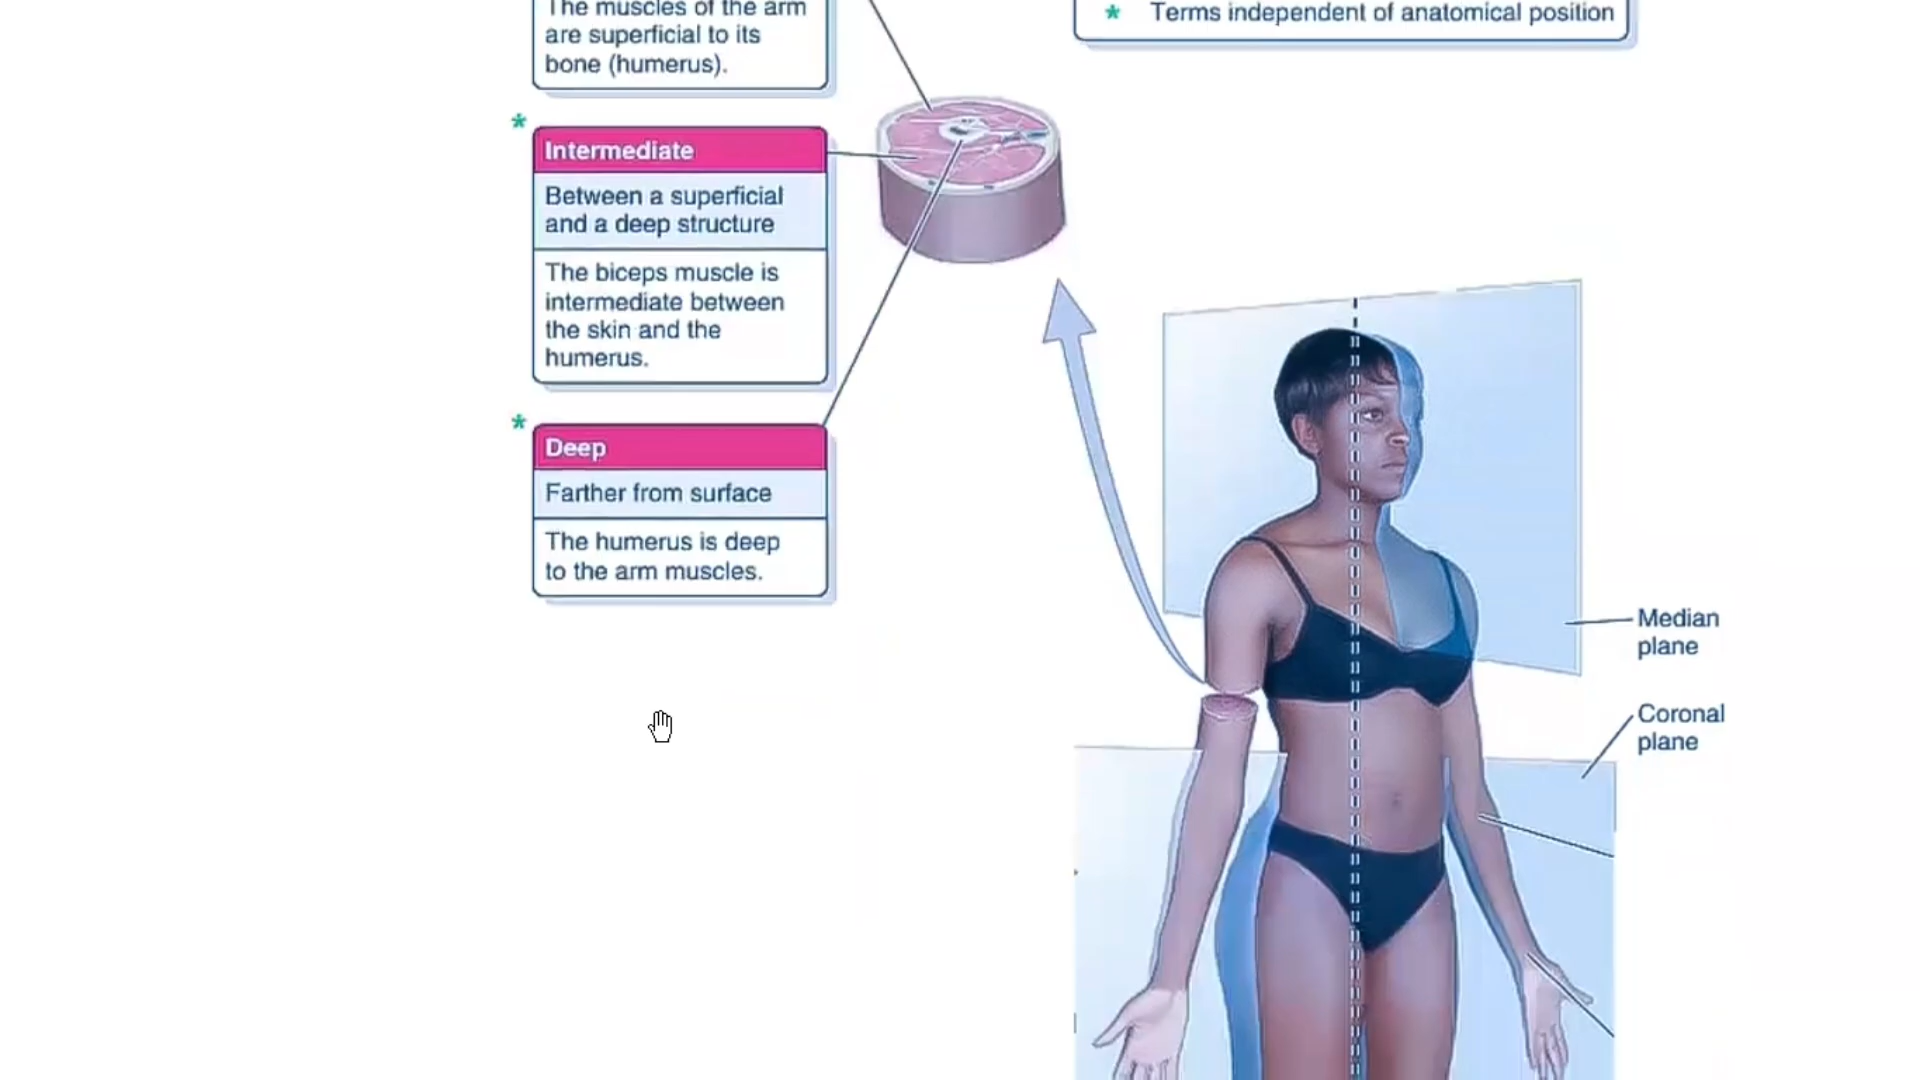 The muscles of the arm
are superficial to its
bone (humerus).
* Terms independent of anatomical position
*
Intermediate
Between a superficial
and a deep structure
The biceps muscle is
intermediate between
the skin and the
humerus.
*
Deep
Farther from surface
The humerus is deep
to the arm muscles.
Median
plane
Coronal
plane